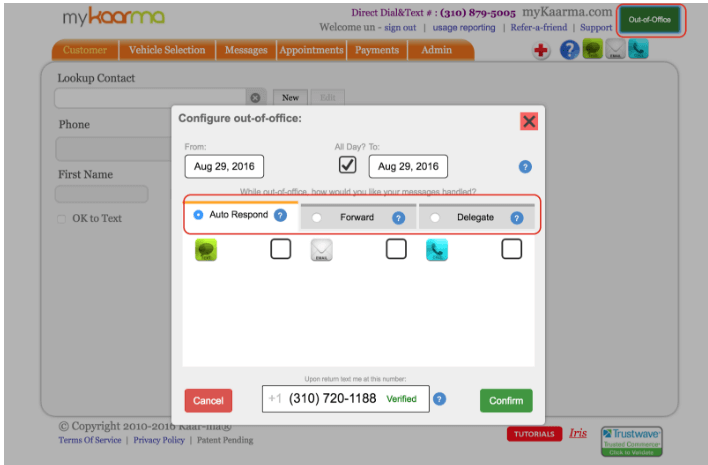 mykaarma
Direct Dial&Text # : (310) 879-5005 myKaarma.com
Out-of-Office
Welcome un - sign out | usage reporting | Refer-a-friend | Support
Customer Vehicle Selection Messages Appointments Payments Admin
Lookup Contact
New Edit
Phone
First Name
OK to Text
Configure out-of-office:
From: All Day? To:
Aug 29, 2016 Aug 29, 2016
While out-of-office, how would you like your messages handled?
Auto Respond Forward Delegate
EMAIL
Upon return text me at this number:
Cancel +1 (310) 720-1188 Verified Confirm
© Copyright 2010-2016 Kaar-ma®
Terms Of Service | Privacy Policy | Patent Pending
TUTORIALS Iris Trustwave
Trusted Commerce
Click to Validate